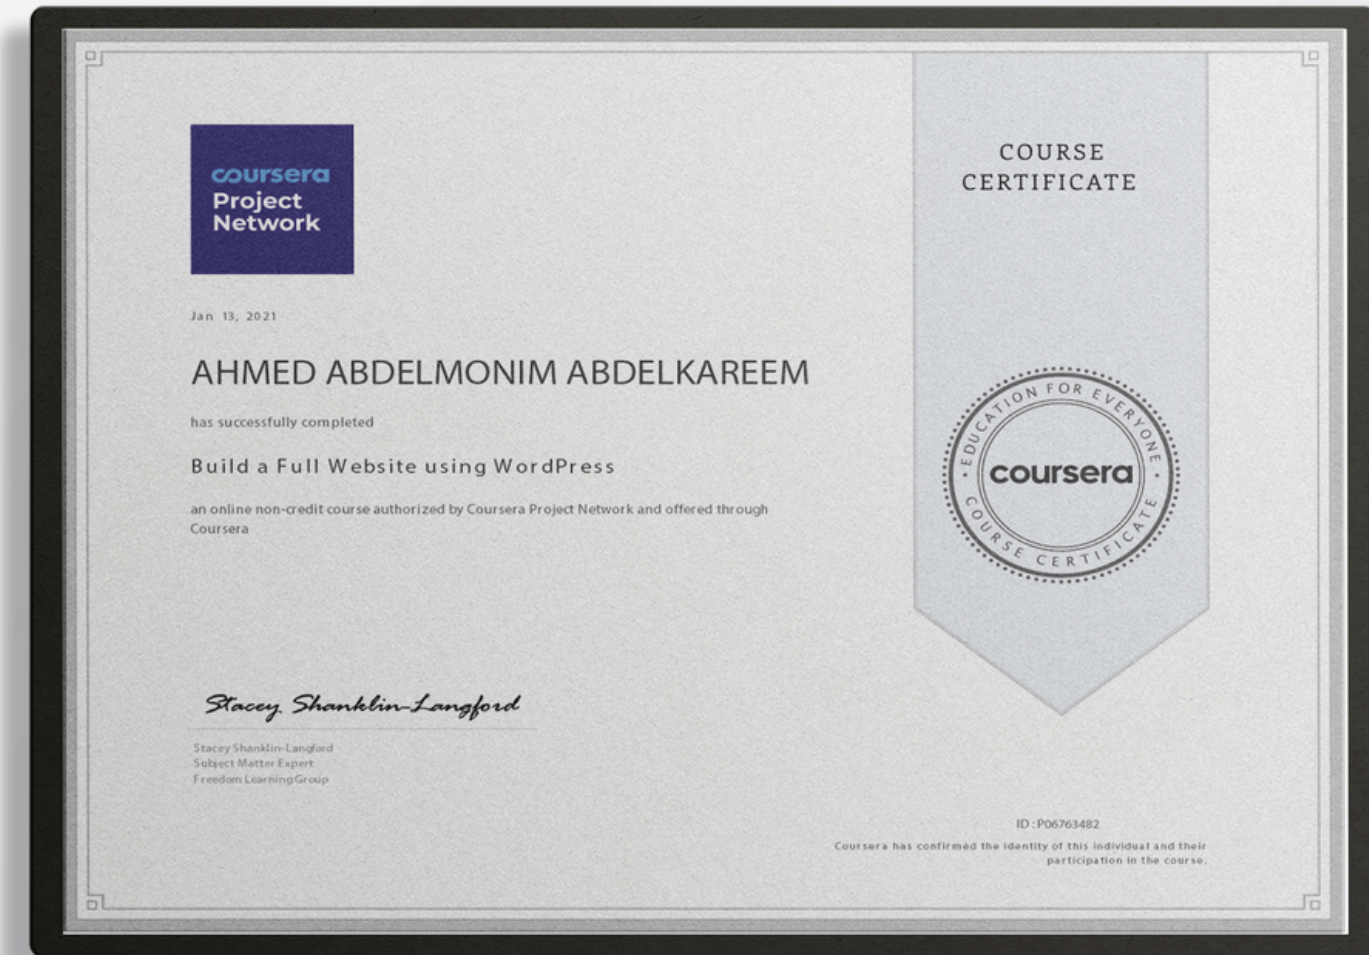 coursera
Project
Network
COURSE
CERTIFICATE
Jan 13, 2021
AHMED ABDELMONIM ABDELKAREEM
has successfully completed
Build a Full Website using WordPress
an online non-credit course authorized by Coursera Project Network and offered through
Coursera
EDUCATION FOR EVERYONE
coursera
COURSE CERTIFICATE
Stacey Shanklin-Langford
Stacey Shanklin-Langford
Subject Matter Expert
Freedom Learning Group
ID : P06763482
Coursera has confirmed the identity of this individual and their
participation in the course.